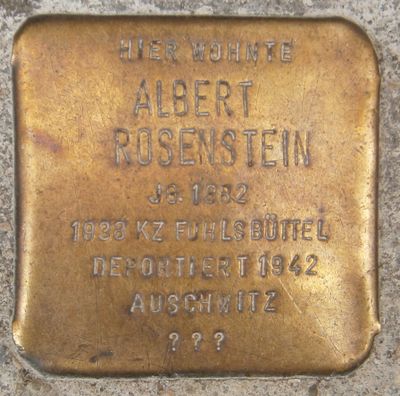 HIER WOHNTE
ALBERT
ROSENSTEIN
JG. 1882
1938 KZ FUHLSBÜTTEL
DEPORTIERT 1942
AUSCHWITZ
? ? ?